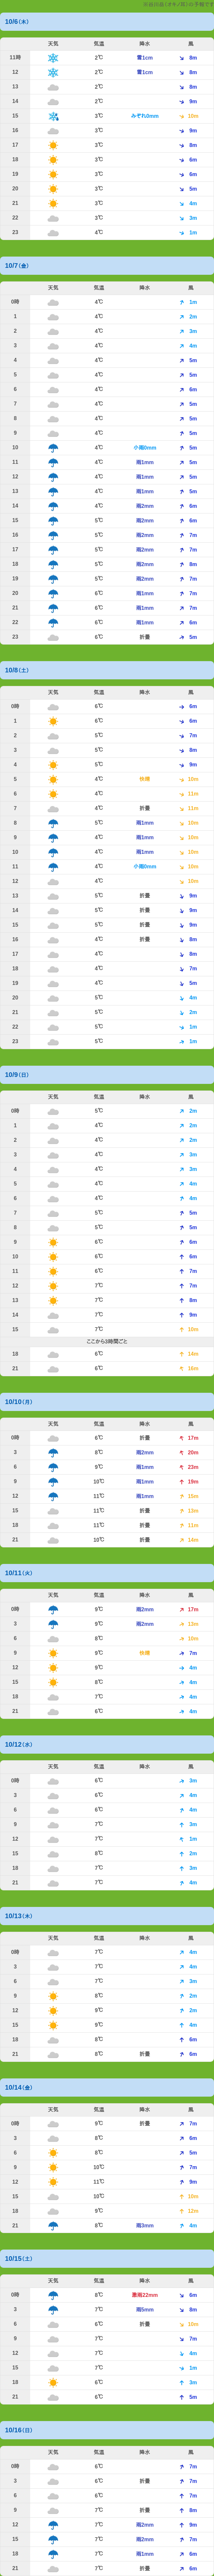 10/6(木)
天気 気温 降水 風
11時 2℃ 雪1cm 8m
12 2℃ 雪1cm 8m
13 2℃ 8m
14 2℃ 9m
15 3℃ みぞれ0mm 10m
16 3℃ 9m
17 3℃ 8m
18 3℃ 6m
19 3℃ 6m
20 3℃ 5m
21 3℃ 4m
22 3℃ 3m
23 4℃ 1m
10/7(金)
天気 気温 降水 風
0時 4℃ 1m
1 4℃ 2m
2 4℃ 3m
3 4℃ 4m
4 4℃ 5m
5 4℃ 5m
6 4℃ 6m
7 4℃ 5m
8 4℃ 5m
9 4℃ 5m
10 4℃ 小雨0mm 5m
11 4℃ 雨1mm 5m
12 4℃ 雨1mm 5m
13 4℃ 雨1mm 5m
14 4℃ 雨2mm 6m
15 5℃ 雨2mm 6m
16 5℃ 雨2mm 7m
17 5℃ 雨2mm 7m
18 5℃ 雨2mm 8m
19 5℃ 雨2mm 7m
20 6℃ 雨1mm 7m
21 6℃ 雨1mm 7m
22 6℃ 雨1mm 6m
23 6℃ 折畳 5m
10/8(土)
天気 気温 降水 風
0時 6℃ 6m
1 6℃ 6m
2 5℃ 7m
3 5℃ 8m
4 5℃ 9m
5 4℃ 快晴 10m
6 4℃ 11m
7 4℃ 折畳 11m
8 5℃ 雨1mm 10m
9 4℃ 雨1mm 10m
10 4℃ 雨1mm 10m
11 4℃ 小雨0mm 10m
12 4℃ 10m
13 5℃ 折畳 9m
14 5℃ 折畳 9m
15 5℃ 折畳 9m
16 4℃ 折畳 8m
17 4℃ 8m
18 4℃ 7m
19 4℃ 5m
20 5℃ 4m
21 5℃ 2m
22 5℃ 1m
23 5℃ 1m
10/9(日)
天気 気温 降水 風
0時 5℃ 2m
1 4℃ 2m
2 4℃ 2m
3 4℃ 3m
4 4℃ 3m
5 4℃ 4m
6 4℃ 4m
7 5℃ 5m
8 5℃ 5m
9 6℃ 6m
10 6℃ 6m
11 6℃ 7m
12 7℃ 7m
13 7℃ 8m
14 7℃ 9m
15 7℃ 10m
ここから3時間ごと
18 6℃ 14m
21 6℃ 16m
10/10(月)
天気 気温 降水 風
0時 6℃ 折畳 17m
3 8℃ 雨2mm 20m
6 9℃ 雨1mm 23m
9 10℃ 雨1mm 19m
12 11℃ 雨1mm 15m
15 11℃ 折畳 13m
18 11℃ 折畳 11m
21 10℃ 折畳 14m
10/11(火)
天気 気温 降水 風
0時 9℃ 雨2mm 17m
3 9℃ 雨2mm 13m
6 8℃ 10m
9 9℃ 快晴 7m
12 9℃ 4m
15 8℃ 4m
18 7℃ 4m
21 6℃ 4m
10/12(水)
天気 気温 降水 風
0時 6℃ 3m
3 6℃ 4m
6 6℃ 4m
9 7℃ 3m
12 7℃ 1m
15 8℃ 2m
18 7℃ 3m
21 7℃ 4m
10/13(木)
天気 気温 降水 風
0時 7℃ 4m
3 7℃ 4m
6 7℃ 3m
9 8℃ 2m
12 9℃ 2m
15 9℃ 4m
18 8℃ 6m
21 8℃ 折畳 6m
10/14(金)
天気 気温 降水 風
0時 9℃ 折畳 7m
3 8℃ 6m
6 8℃ 5m
9 10℃ 7m
12 11℃ 9m
15 10℃ 10m
18 9℃ 12m
21 8℃ 雨3mm 4m
10/15(土)
天気 気温 降水 風
0時 8℃ 豪雨22mm 6m
3 7℃ 雨5mm 8m
6 6℃ 折畳 10m
9 7℃ 7m
12 7℃ 4m
15 7℃ 1m
18 6℃ 3m
21 6℃ 5m
10/16(日)
天気 気温 降水 風
0時 6℃ 7m
3 6℃ 折畳 7m
6 6℃ 7m
9 7℃ 折畳 8m
12 7℃ 雨2mm 9m
15 7℃ 雨2mm 7m
18 7℃ 雨1mm 6m
21 7℃ 折畳 6m